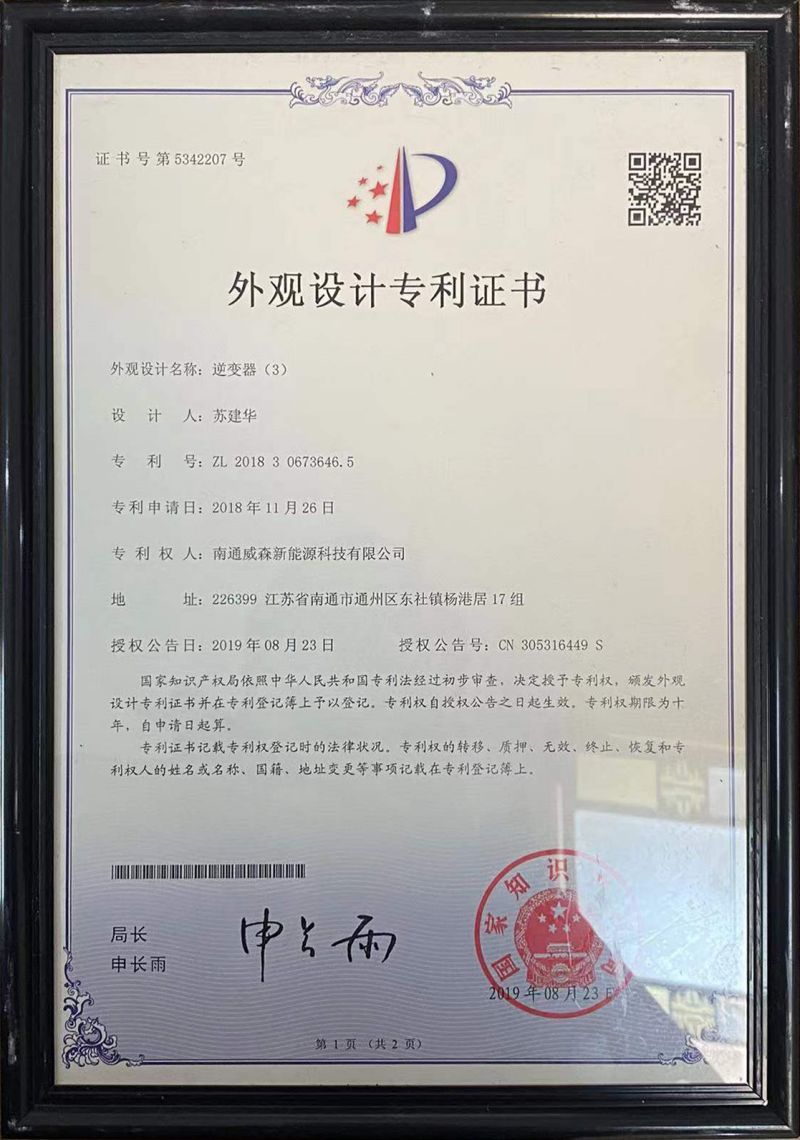 证书号第5342207号
外观设计专利证书
外观设计名称：逆变器（3）
设计人：苏建华
专利号：ZL 2018 3 0673646.5
专利申请日：2018年11月26日
专利权人：南通威森新能源科技有限公司
地址：226399 江苏省南通市通州区东社镇杨港居17组
授权公告日：2019年08月23日 授权公告号：CN 305316449 S
国家知识产权局依照中华人民共和国专利法经过初步审查，决定授予专利权，颁发外观
设计专利证书并在专利登记簿上予以登记。专利权自授权公告之日起生效。专利权期限为十
年，自申请日起算。
专利证书记载专利权登记时的法律状况。专利权的转移、质押、无效、终止、恢复和专
利权人的姓名或名称、国籍、地址变更等事项记载在专利登记簿上。
局长
申长雨
申长雨
国家知识
局
2019年08月23日
第1页（共2页）